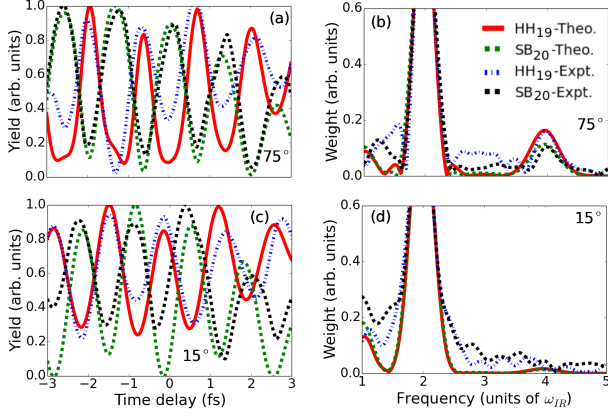 1.0
0.8
0.6
0.4
0.2
0.0
Yield (arb. units)
(a)
75°
0.6
0.4
0.2
0.0
Weight (arb. units)
(b)
HH19-Theo.
SB20-Theo.
HH19-Expt.
SB20-Expt.
75°
1.0
0.8
0.6
0.4
0.2
0.0
Yield (arb. units)
(c)
15°
−3 −2 −1 0 1 2 3
Time delay (fs)
0.6
0.4
0.2
0.0
Weight (arb. units)
(d)
15°
1 2 3 4 5
Frequency (units of ωIR)